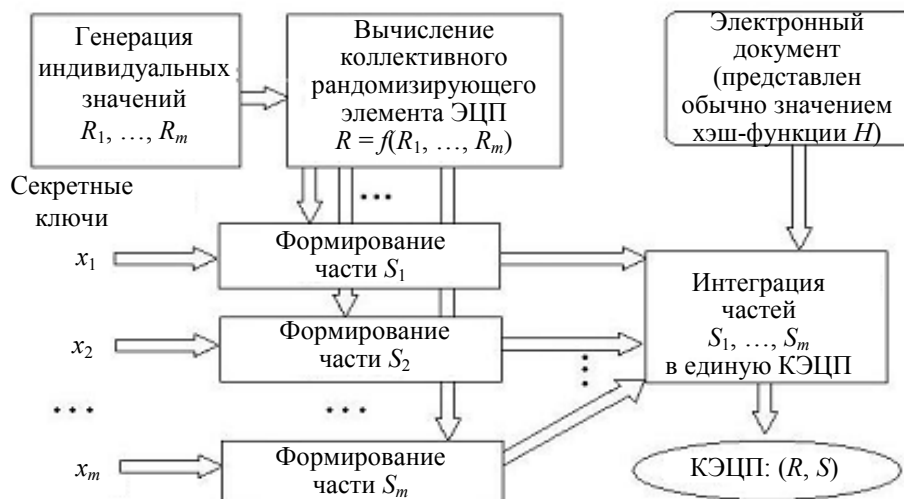 Генерация
индивидуальных
значений
R1, …, Rm
Вычисление
коллективного
рандомизирующего
элемента ЭЦП
R = f(R1, …, Rm)
Электронный
документ
(представлен
обычно значением
хэш-функции H)
Секретные
ключи
…
x1
Формирование
части S1
x2
Формирование
части S2
Интеграция
частей
S1, …, Sm
в единую КЭЦП
…
…
…
xm
Формирование
части Sm
КЭЦП: (R, S)